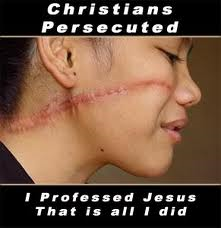 Christians
Persecuted
I Professed Jesus
That is all I did